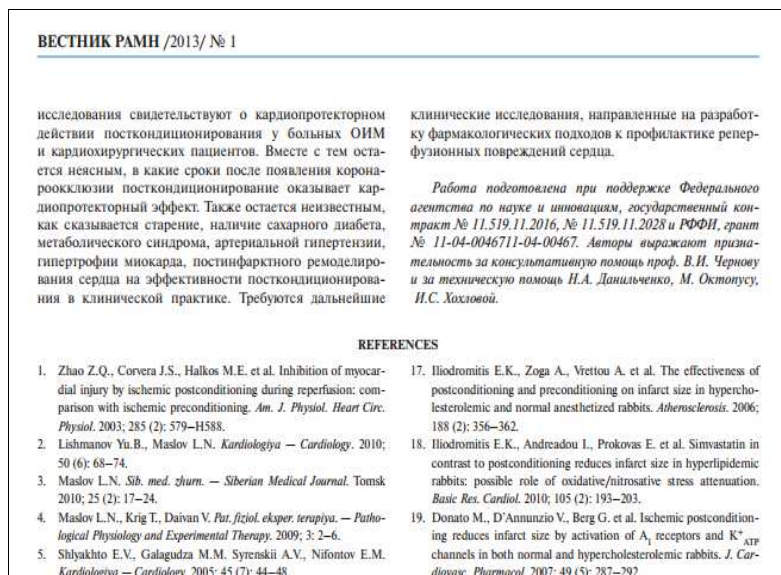 ВЕСТНИК РАМН /2013/ № 1
исследования свидетельствуют о кардиопротекторном
действии посткондиционирования у больных ОИМ
и кардиохирургических пациентов. Вместе с тем оста-
ется неясным, в какие сроки после появления корона-
роокклюзии посткондиционирование оказывает кар-
диопротекторный эффект. Также остается неизвестным,
как сказывается старение, наличие сахарного диабета,
метаболического синдрома, артериальной гипертензии,
гипертрофии миокарда, постинфарктного ремоделиро-
вания сердца на эффективности посткондиционирова-
ния в клинической практике. Требуются дальнейшие
клинические исследования, направленные на разработ-
ку фармакологических подходов к профилактике репер-
фузионных повреждений сердца.
Работа подготовлена при поддержке Федерального
агентства по науке и инновациям, государственный кон-
тракт № 11.519.11.2016, № 11.519.11.2028 и РФФИ, грант
№ 11-04-0046711-04-00467. Авторы выражают призна-
тельность за консультативную помощь проф. В.И. Чернову
и за техническую помощь Н.А. Данильченко, М. Октопусу,
И.С. Хохловой.
REFERENCES
1. Zhao Z.Q., Corvera J.S., Halkos M.E. et al. Inhibition of myocar-
dial injury by ischemic postconditioning during reperfusion: com-
parison with ischemic preconditioning. Am. J. Physiol. Heart Circ.
Physiol. 2003; 285 (2): 579—H588.
2. Lishmanov Yu.B., Maslov L.N. Kardiologiya — Cardiology. 2010;
50 (6): 68—74.
3. Maslov L.N. Sib. med. zhurn. — Siberian Medical Journal. Tomsk
2010; 25 (2): 17—24.
4. Maslov L.N., Krig T., Daivan V. Pat. fiziol. eksper. terapiya. — Patho-
logical Physiology and Experimental Therapy. 2009; 3: 2—6.
5. Shlyakhto E.V., Galagudza M.M. Syrenskii A.V., Nifontov E.M.
Kardiologiya — Cardiology. 2005; 45 (7): 44—48.
17. Iliodromitis E.K., Zoga A., Vrettou A. et al. The effectiveness of
postconditioning and preconditioning on infarct size in hypercho-
lesterolemic and normal anesthetized rabbits. Atherosclerosis. 2006;
188 (2): 356—362.
18. Iliodromitis E.K., Andreadou I., Prokovas E. et al. Simvastatin in
contrast to postconditioning reduces infarct size in hyperlipidemic
rabbits: possible role of oxidative/nitrosative stress attenuation.
Basic Res. Cardiol. 2010; 105 (2): 193—203.
19. Donato M., D'Annunzio V., Berg G. et al. Ischemic postcondition-
ing reduces infarct size by activation of A1 receptors and K+ATP
channels in both normal and hypercholesterolemic rabbits. J. Car-
diovasc. Pharmacol. 2007; 49 (5): 287—292.